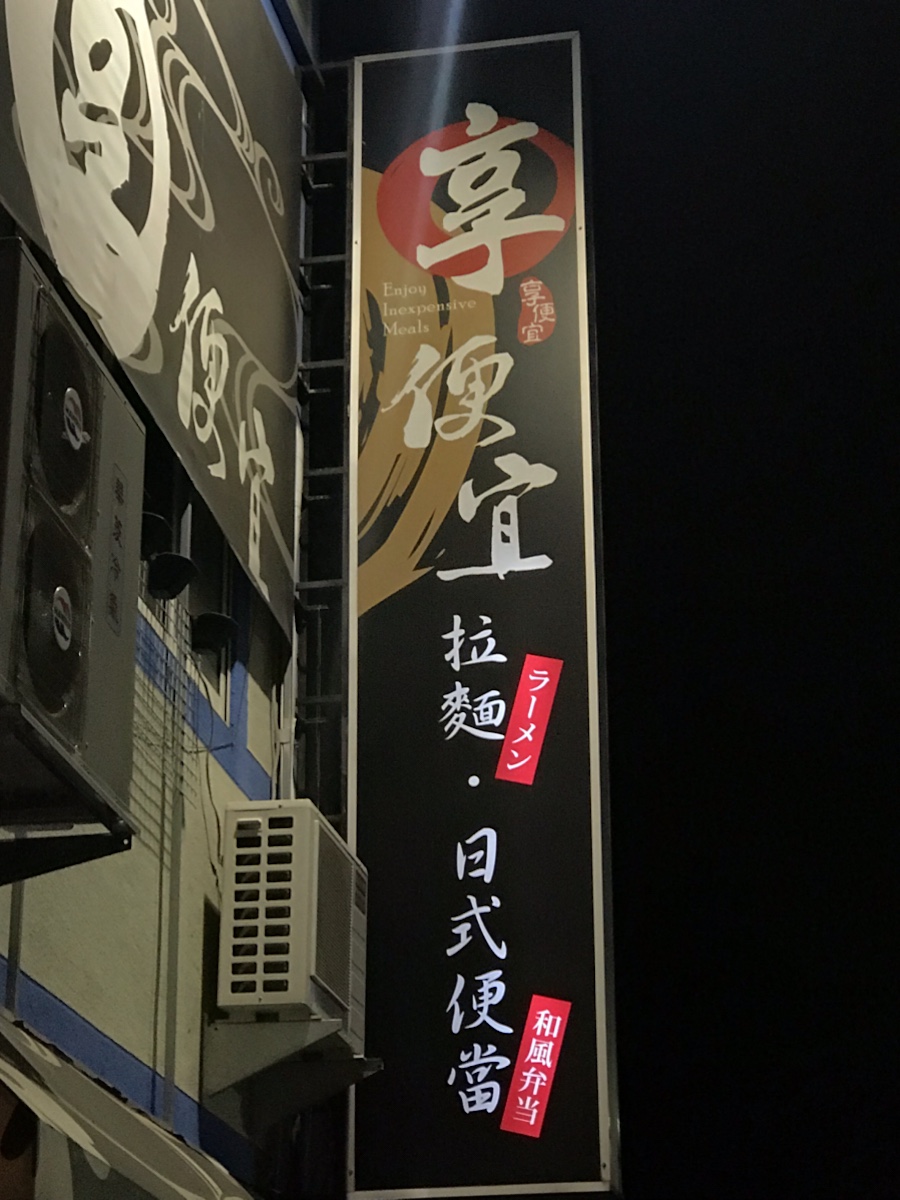 享便宜
Enjoy
Inexpensive
Meals
享便宜
拉麵・日式便當
ラーメン
和風弁当
便宜